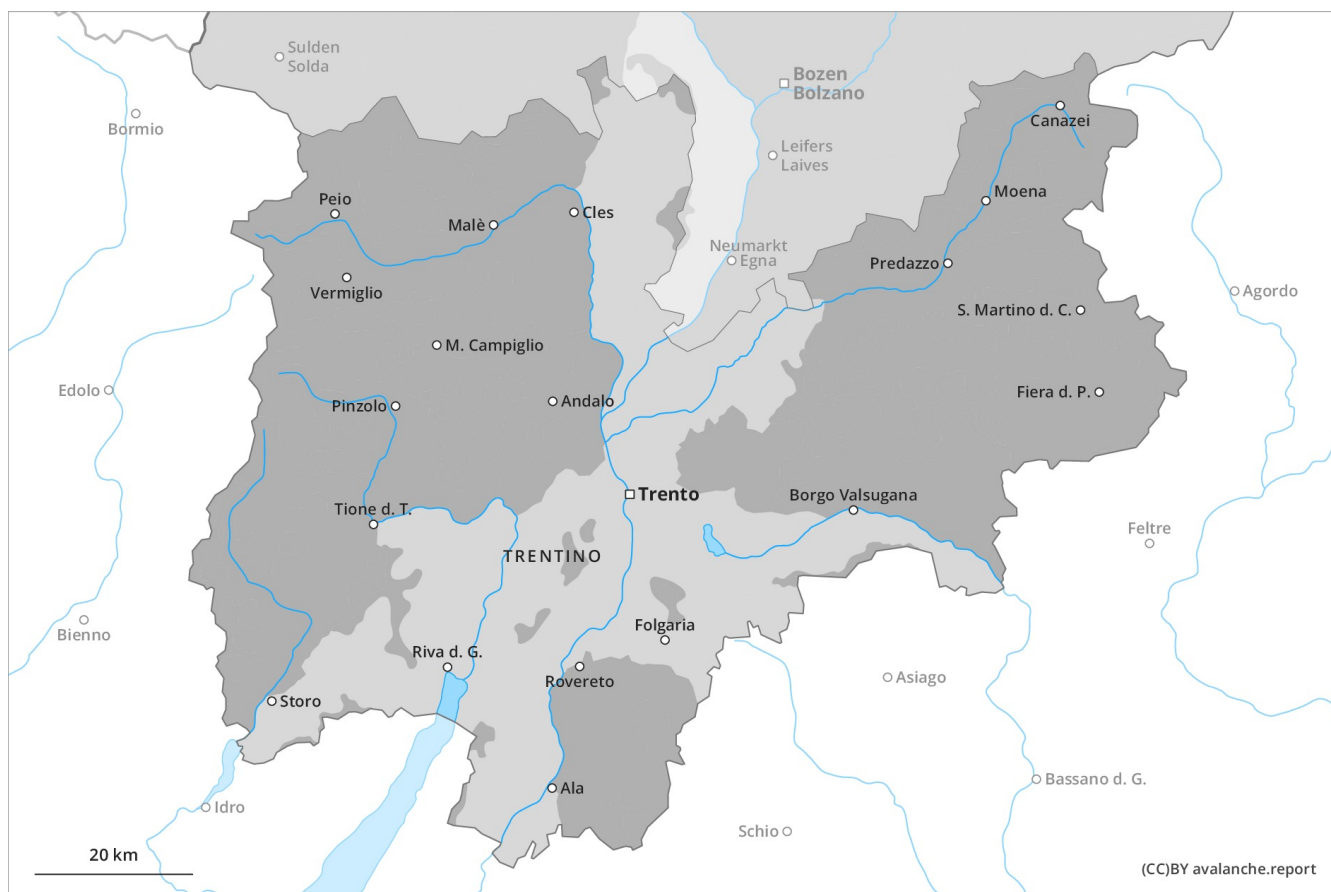 Sulden
Solda
Bozen
Bolzano
Bormio
Canazei
Leifers
Laives
Peio
Malè
Cles
Moena
Neumarkt
Egna
Predazzo
Vermiglio
Agordo
S. Martino d. C.
M. Campiglio
Edolo
Pinzolo
Andalo
Fiera d. P.
Trento
Borgo Valsugana
Tione d. T.
Feltre
TRENTINO
Bienno
Folgaria
Riva d. G.
Rovereto
Asiago
Storo
Bassano d. G.
Ala
Idro
Schio
20 km
(CC)BY avalanche.report